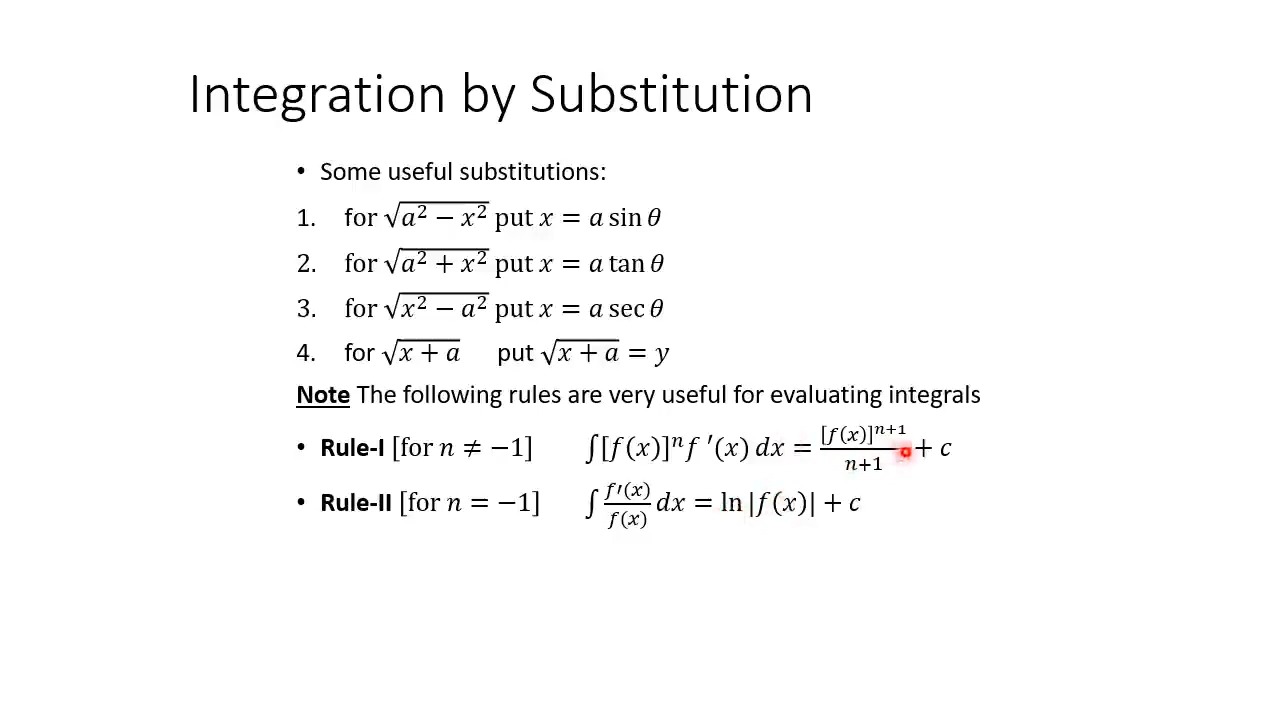 Integration by Substitution
• Some useful substitutions:
1. for √(a² − x²) put x = a sin θ
2. for √(a² + x²) put x = a tan θ
3. for √(x² − a²) put x = a sec θ
4. for √(x + a) put √(x + a) = y
Note The following rules are very useful for evaluating integrals
• Rule-I [for n ≠ −1] ∫[f(x)]ⁿ f ′(x) dx = [f(x)]ⁿ⁺¹/n+1 + c
• Rule-II [for n = −1] ∫ f′(x)/f(x) dx = ln |f(x)| + c